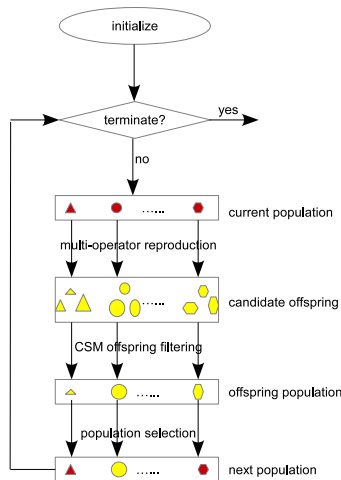 initialize
terminate?
yes
no
......
current population
multi-operator reproduction
......
candidate offspring
CSM offspring filtering
......
offspring population
population selection
......
next population